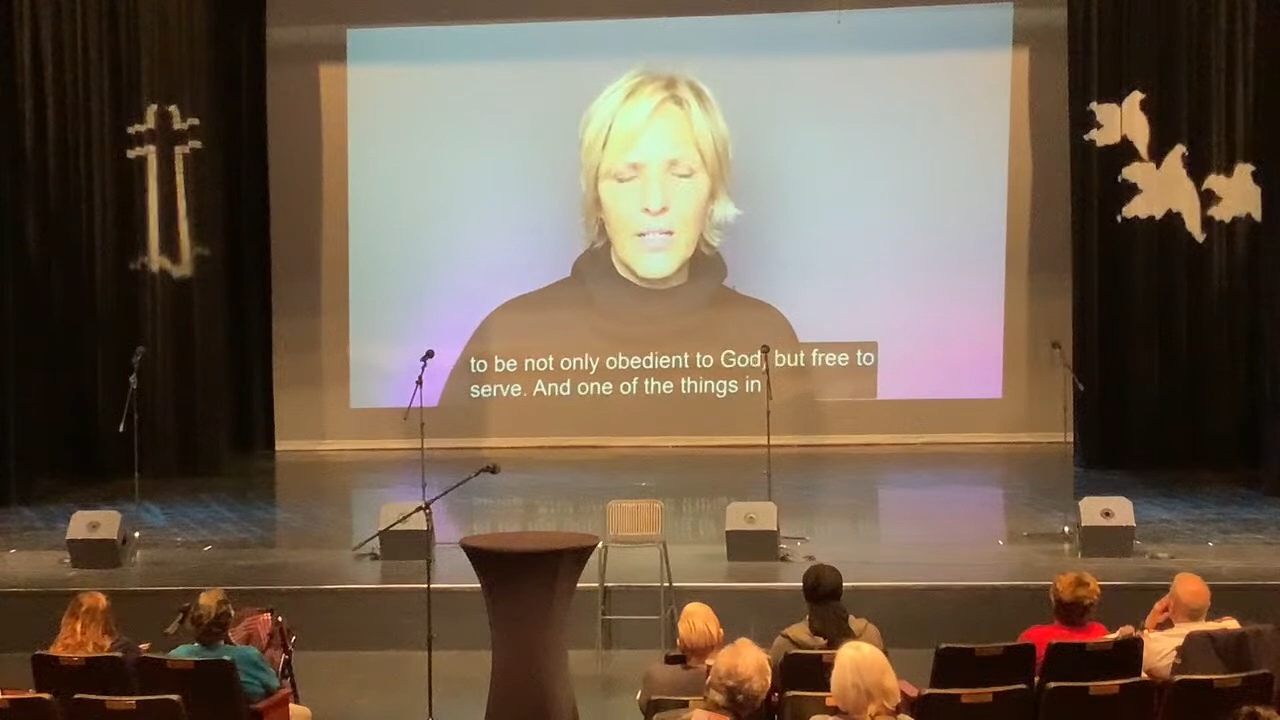 to be not only obedient to God, but free to
serve. And one of the things in